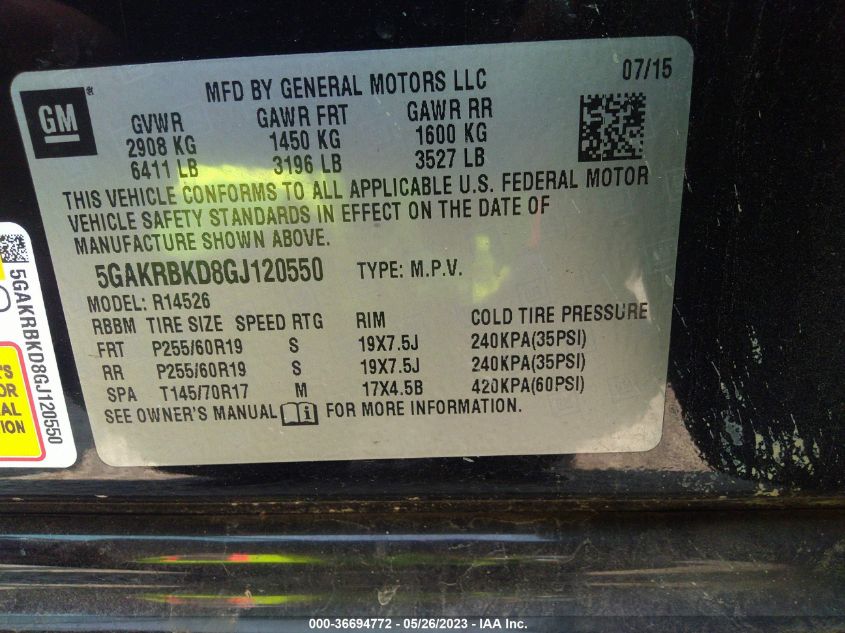 MFD BY GENERAL MOTORS LLC
07/15
GM
GVWR GAWR FRT GAWR RR
2908 KG 1450 KG 1600 KG
6411 LB 3196 LB 3527 LB
THIS VEHICLE CONFORMS TO ALL APPLICABLE U.S. FEDERAL MOTOR
VEHICLE SAFETY STANDARDS IN EFFECT ON THE DATE OF
MANUFACTURE SHOWN ABOVE.
5GAKRBKD8GJ120550 TYPE: M.P.V.
MODEL: R14526
RBBM TIRE SIZE SPEED RTG RIM COLD TIRE PRESSURE
FRT P255/60R19 S 19X7.5J 240KPA(35PSI)
RR P255/60R19 S 19X7.5J 240KPA(35PSI)
SPA T145/70R17 M 17X4.5B 420KPA(60PSI)
SEE OWNER'S MANUAL i FOR MORE INFORMATION.
5GAKRBKD8GJ120550
000-36694772 - 05/26/2023 - IAA Inc.